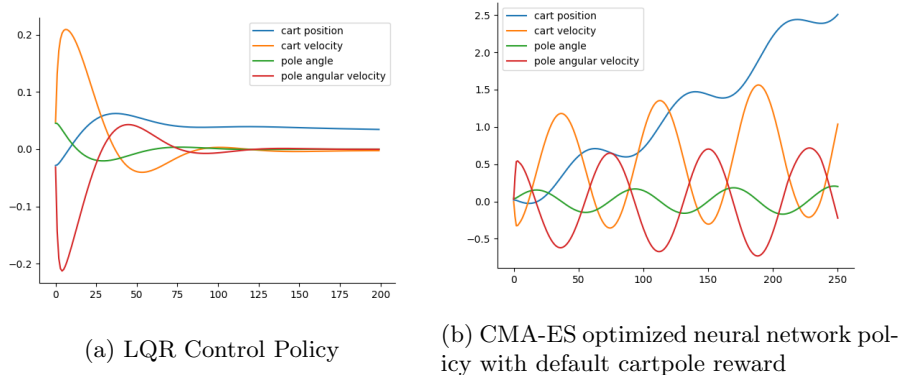 cart position
cart velocity
pole angle
pole angular velocity
0.2
0.1
0.0
−0.1
−0.2
0
25
50
75
100
125
150
175
200
(a) LQR Control Policy
cart position
cart velocity
pole angle
pole angular velocity
2.5
2.0
1.5
1.0
0.5
0.0
−0.5
0
50
100
150
200
250
(b) CMA-ES optimized neural network pol-
icy with default cartpole reward